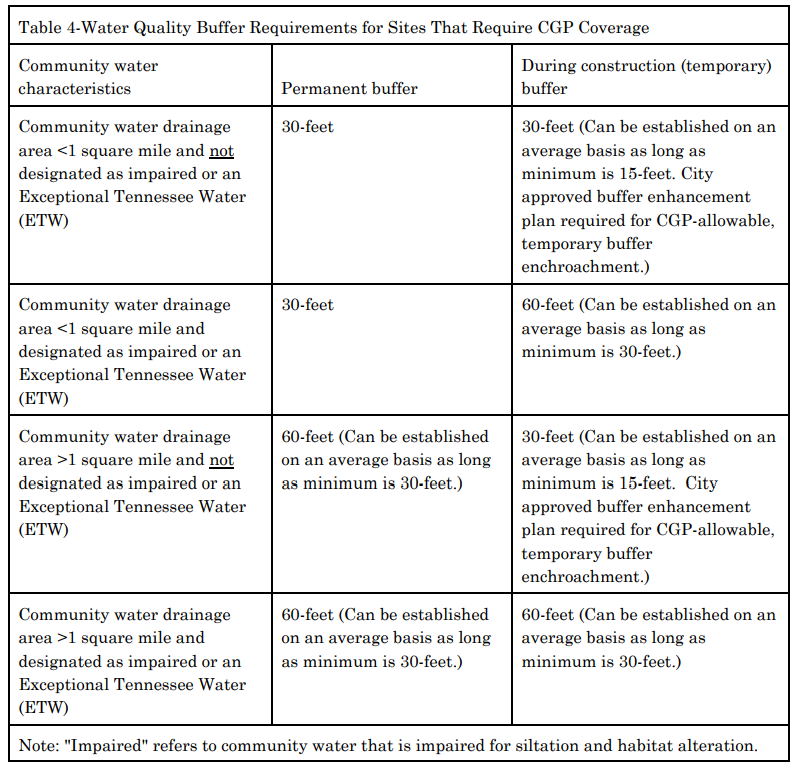 Table 4-Water Quality Buffer Requirements for Sites That Require CGP Coverage
Community water
characteristics
Permanent buffer
During construction (temporary)
buffer
Community water drainage
area <1 square mile and not
designated as impaired or an
Exceptional Tennessee Water
(ETW)
30-feet
30-feet (Can be established on an
average basis as long as
minimum is 15-feet. City
approved buffer enhancement
plan required for CGP-allowable,
temporary buffer
enchroachment.)
Community water drainage
area <1 square mile and
designated as impaired or an
Exceptional Tennessee Water
(ETW)
30-feet
60-feet (Can be established on an
average basis as long as
minimum is 30-feet.)
Community water drainage
area >1 square mile and not
designated as impaired or an
Exceptional Tennessee Water
(ETW)
60-feet (Can be established
on an average basis as long
as minimum is 30-feet.)
30-feet (Can be established on an
average basis as long as
minimum is 15-feet.  City
approved buffer enhancement
plan required for CGP-allowable,
temporary buffer
enchroachment.)
Community water drainage
area >1 square mile and
designated as impaired or an
Exceptional Tennessee Water
(ETW)
60-feet (Can be established
on an average basis as long
as minimum is 30-feet.)
60-feet (Can be established on an
average basis as long as
minimum is 30-feet.)
Note: "Impaired" refers to community water that is impaired for siltation and habitat alteration.